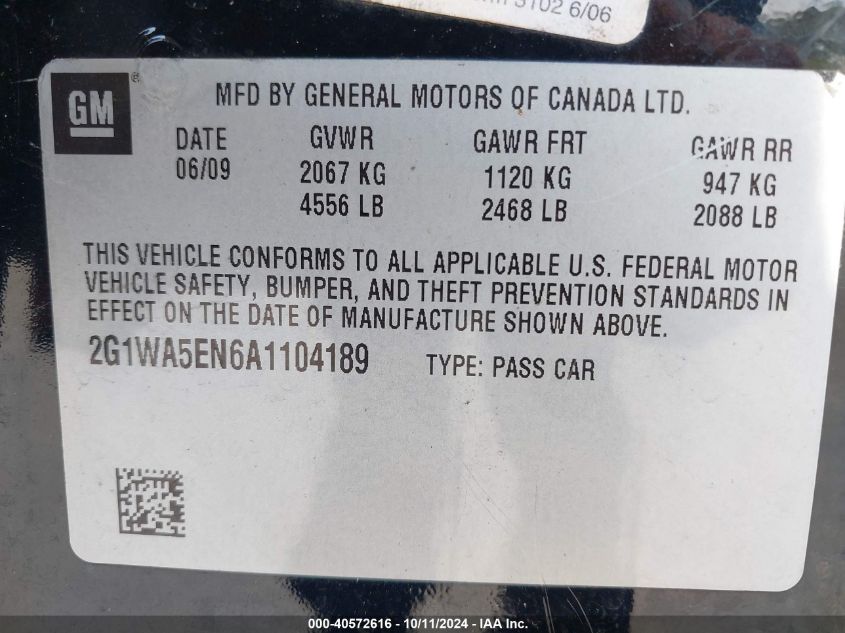 3102 6/06
GM
MFD BY GENERAL MOTORS OF CANADA LTD.
DATE GVWR GAWR FRT GAWR RR
06/09 2067 KG 1120 KG 947 KG
4556 LB 2468 LB 2088 LB
THIS VEHICLE CONFORMS TO ALL APPLICABLE U.S. FEDERAL MOTOR
VEHICLE SAFETY, BUMPER, AND THEFT PREVENTION STANDARDS IN
EFFECT ON THE DATE OF MANUFACTURE SHOWN ABOVE.
2G1WA5EN6A1104189 TYPE: PASS CAR
000-40572616 - 10/11/2024 - IAA Inc.